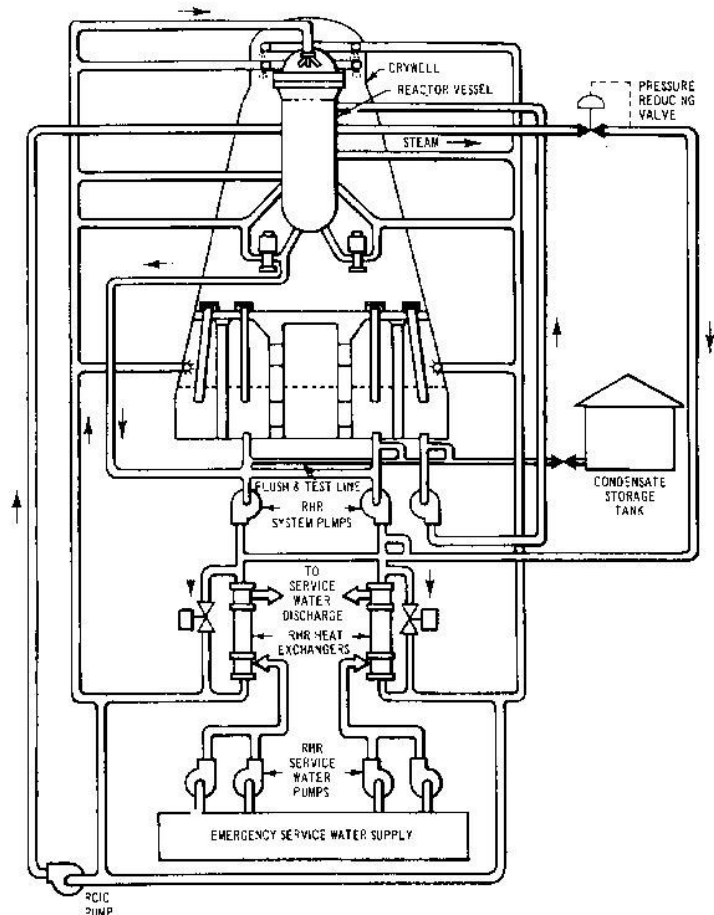 DRYWELL
REACTOR VESSEL
PRESSURE
REDUCING
VALVE
STEAM
CONDENSATE
STORAGE
TANK
FLUSH & TEST LINE
RHR
SYSTEM PUMPS
TO
SERVICE
WATER
DISCHARGE
RHR HEAT
EXCHANGERS
RHR
SERVICE
WATER
PUMPS
EMERGENCY SERVICE WATER SUPPLY
RCIC
PUMP